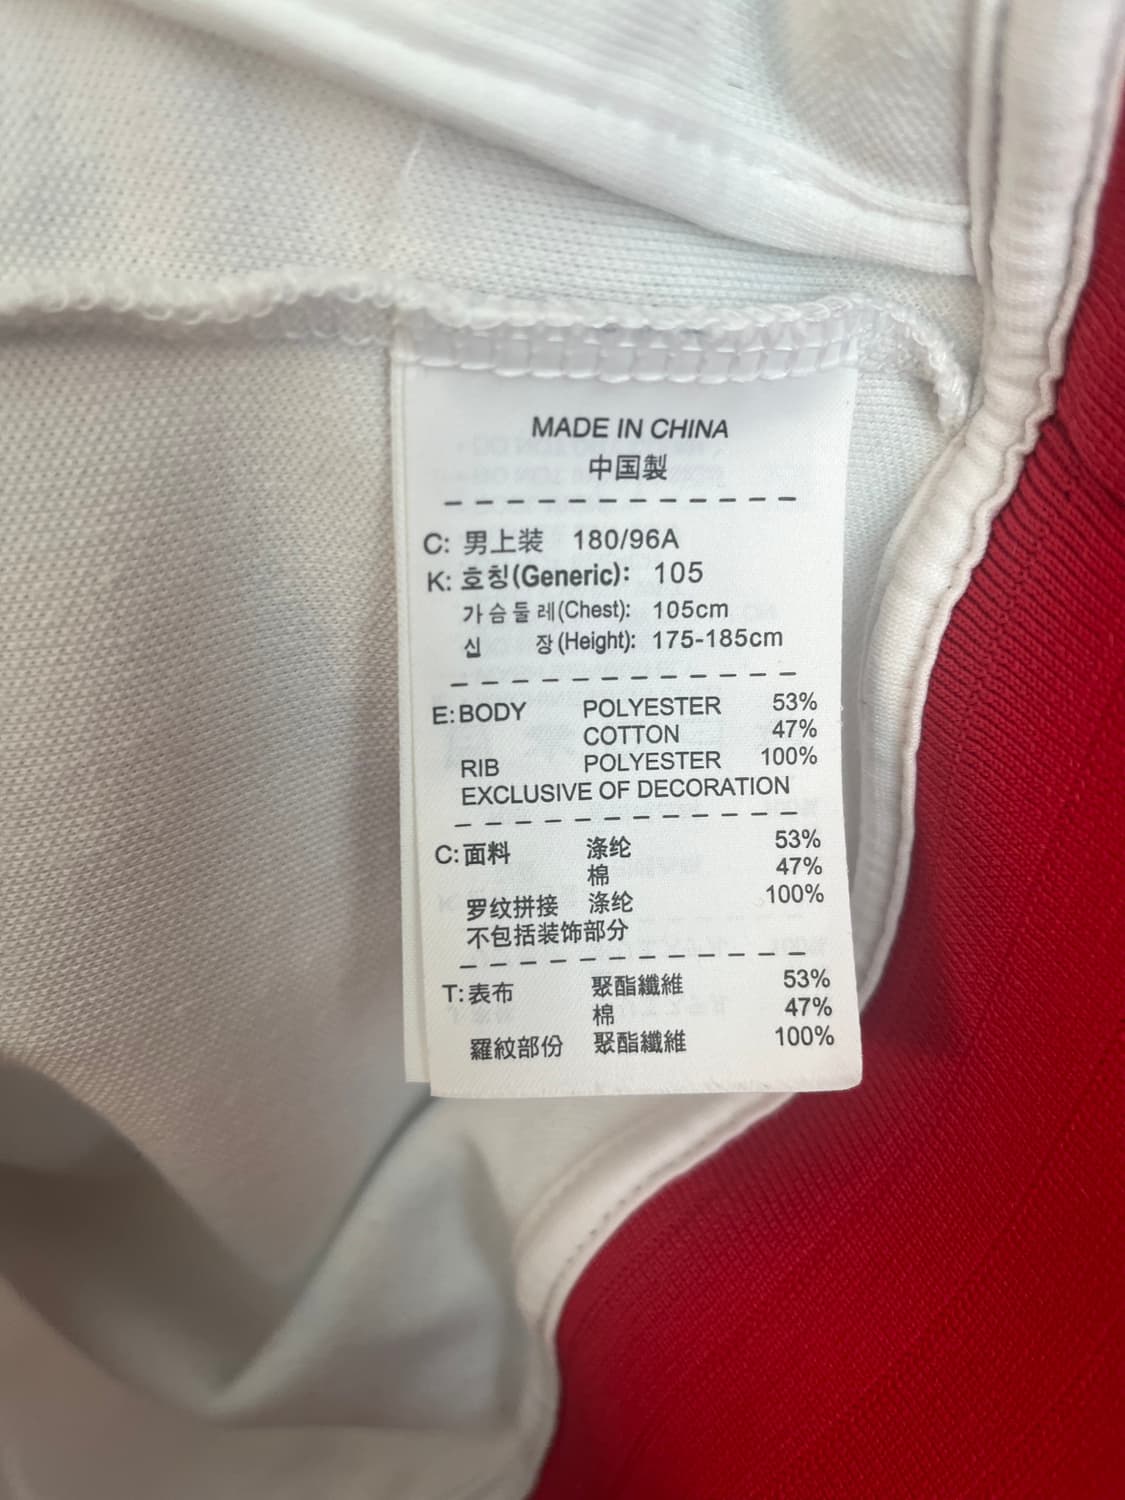 MADE IN CHINA
中国製
C: 男上装 180/96A
K: 호칭(Generic): 105
가슴둘레(Chest): 105cm
신 장(Height): 175-185cm
E: BODY POLYESTER 53%
COTTON 47%
RIB POLYESTER 100%
EXCLUSIVE OF DECORATION
C: 面料 涤纶 53%
棉 47%
罗纹拼接 涤纶 100%
不包括装饰部分
T: 表布 聚酯纖維 53%
棉 47%
羅紋部份 聚酯纖維 100%